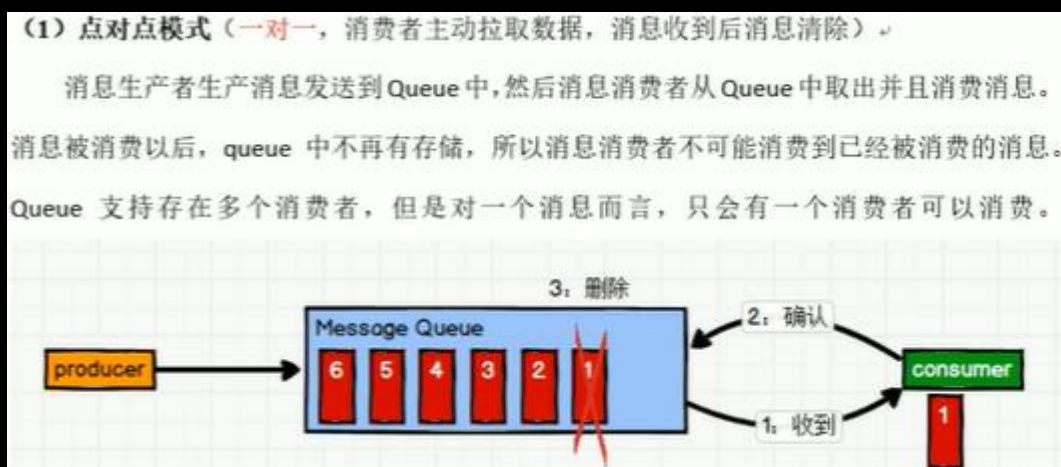 （1）点对点模式（一对一，消费者主动拉取数据，消息收到后消息清除）
消息生产者生产消息发送到Queue中，然后消息消费者从Queue中取出并且消费消息。
消息被消费以后，queue 中不再有存储，所以消息消费者不可能消费到已经被消费的消息。
Queue 支持存在多个消费者，但是对一个消息而言，只会有一个消费者可以消费。
3：删除
Message Queue
2：确认
producer
6 5 4 3 2 1
consumer
1：收到
1